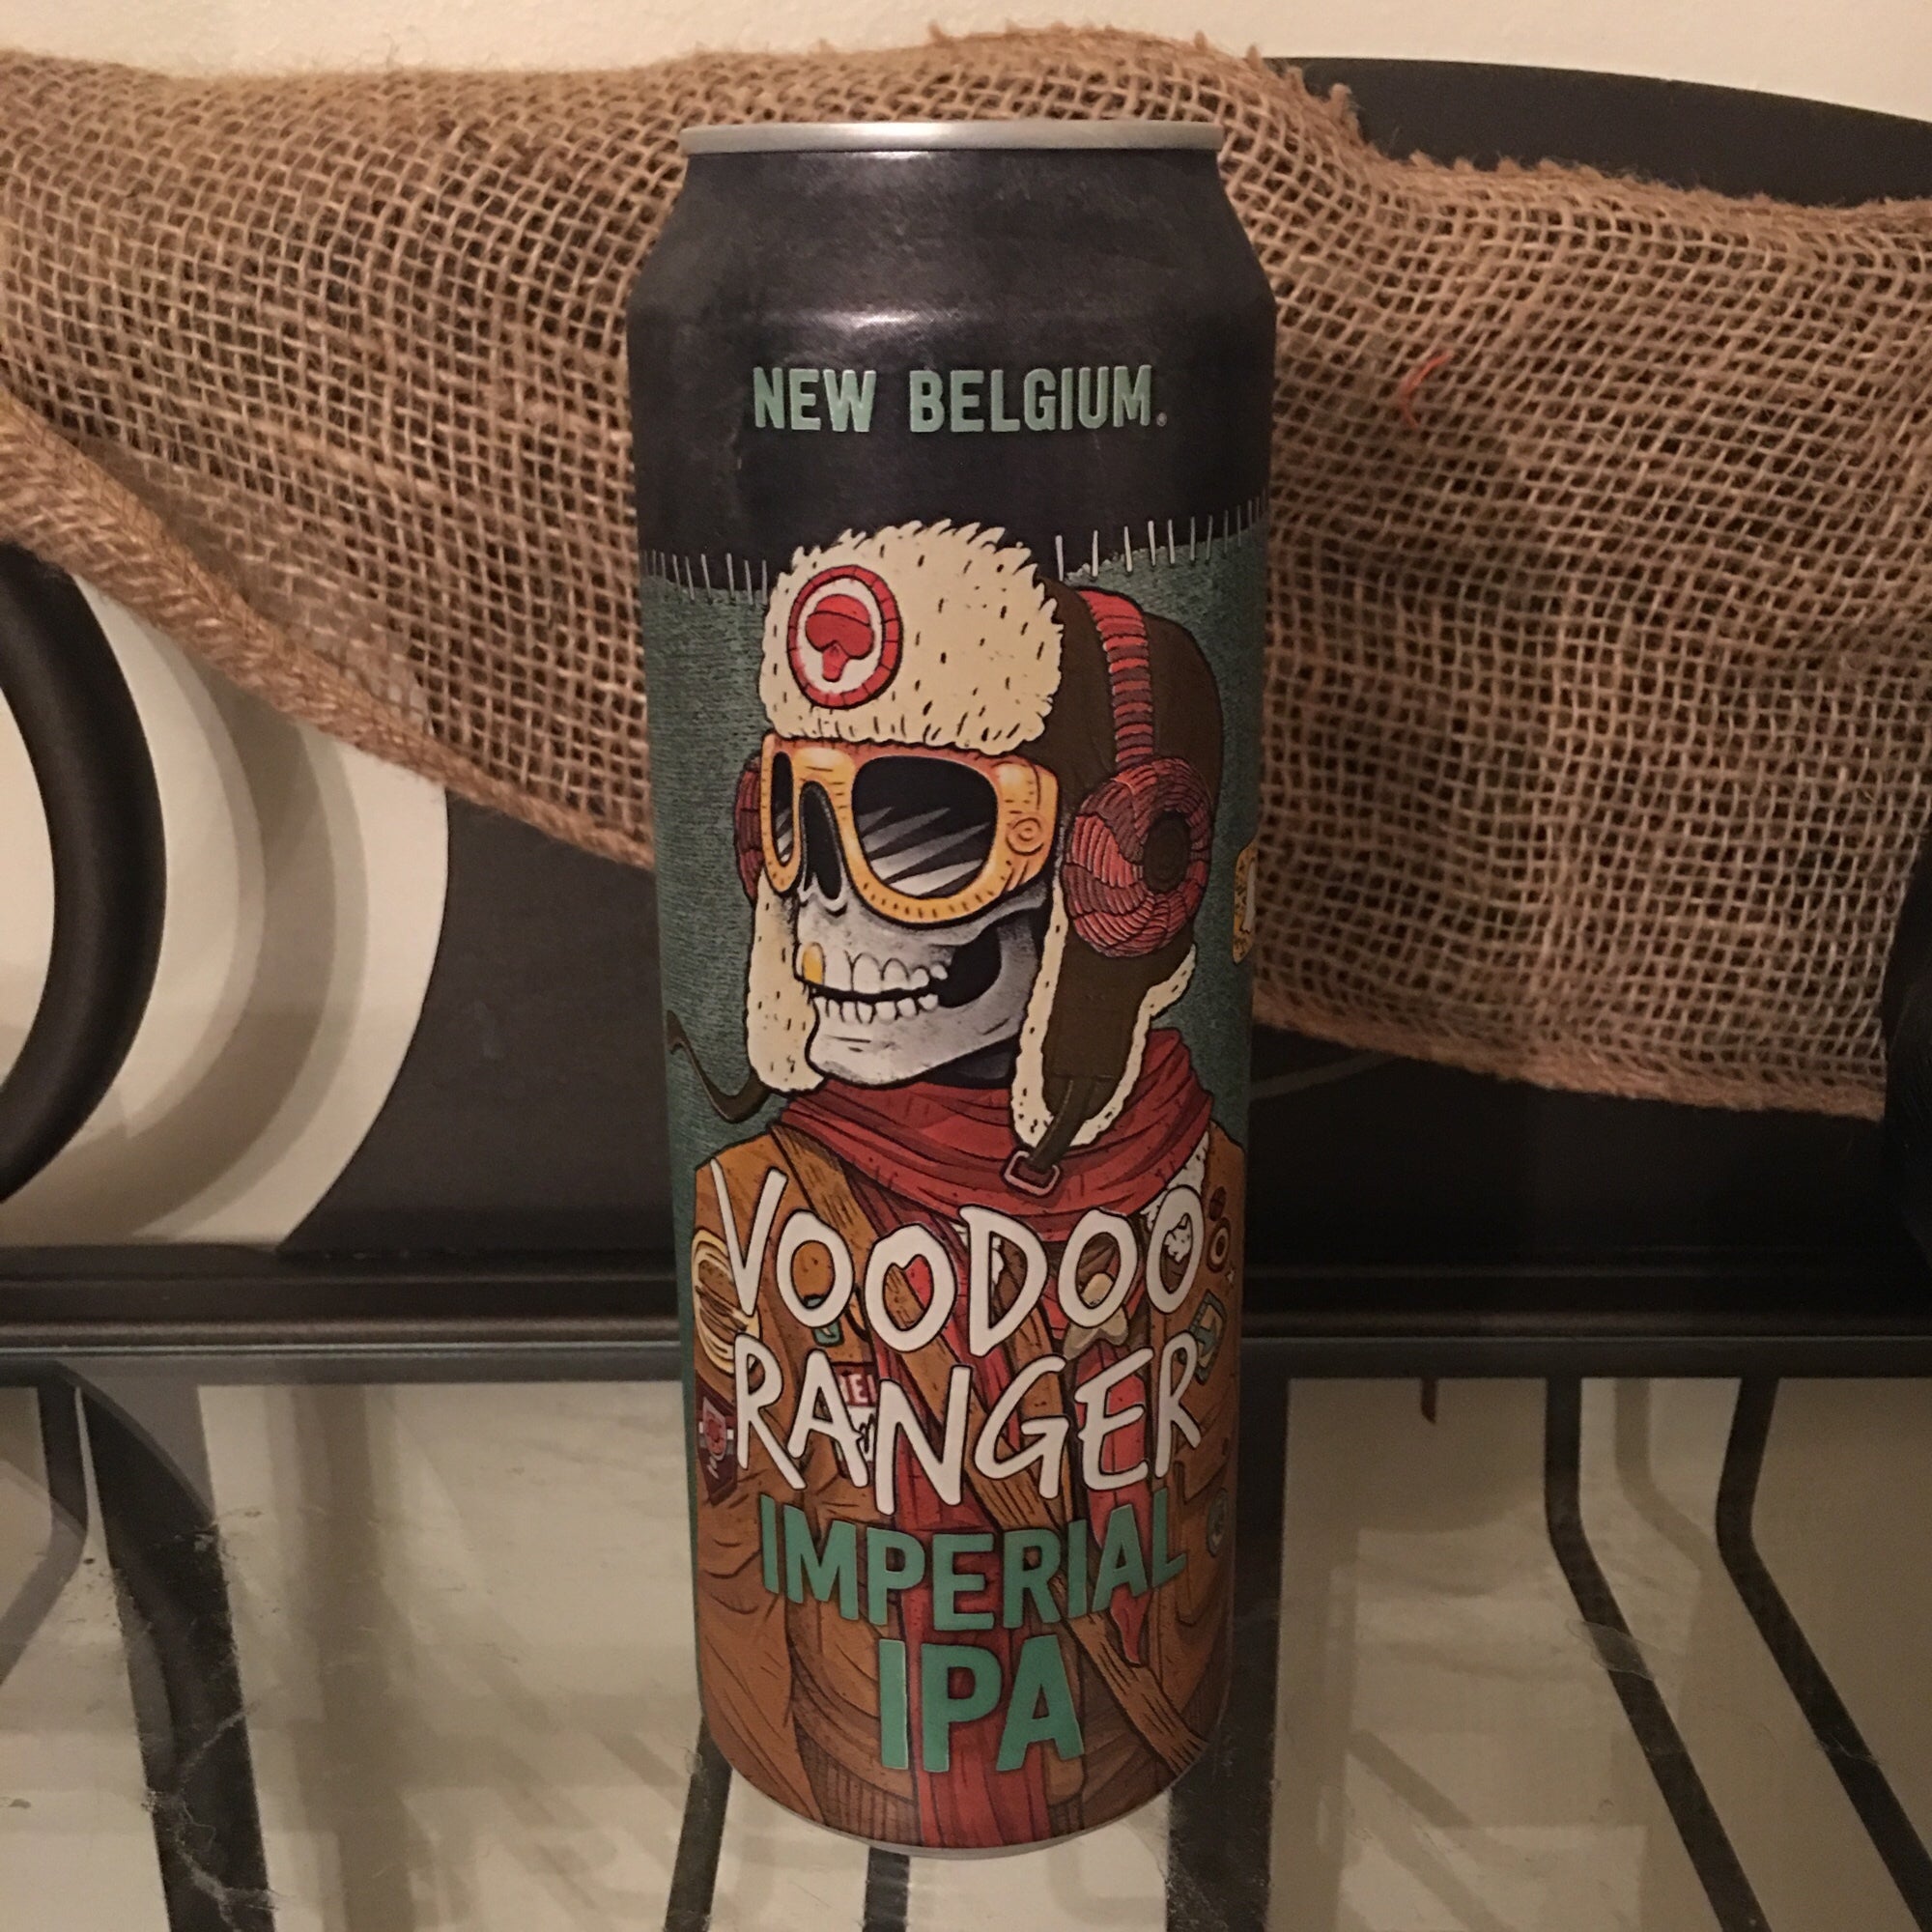 NEW BELGIUM®
VOODOO
RANGER
IMPERIAL
IPA